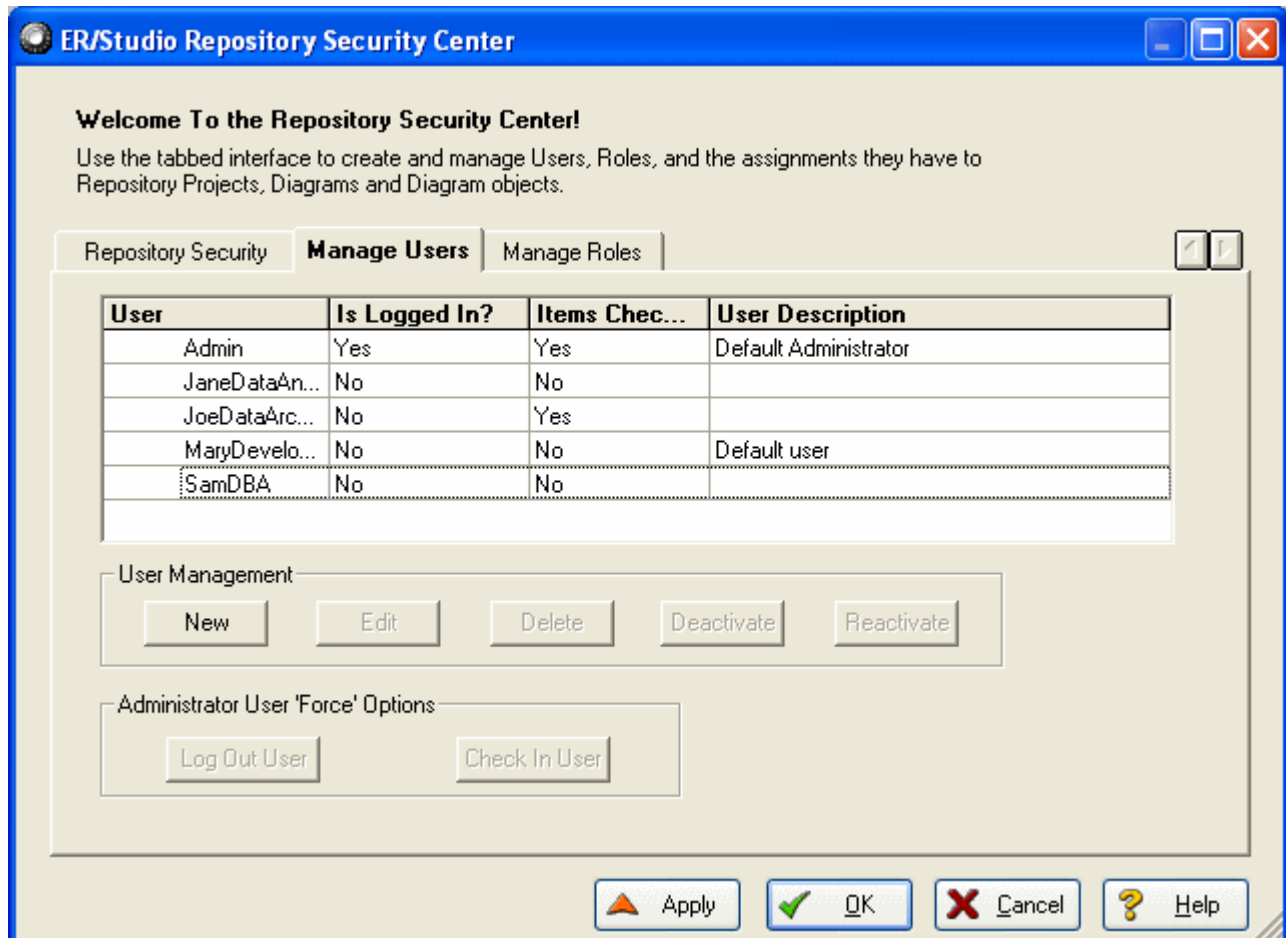 ER/Studio Repository Security Center
Welcome To the Repository Security Center!
Use the tabbed interface to create and manage Users, Roles, and the assignments they have to
Repository Projects, Diagrams and Diagram objects.
Repository Security Manage Users Manage Roles
User Is Logged In? Items Chec... User Description
Admin Yes Yes Default Administrator
JaneDataAn... No No
JoeDataArc... No Yes
MaryDevelo... No No Default user
SamDBA No No
User Management
New Edit Delete Deactivate Reactivate
Administrator User 'Force' Options
Log Out User Check In User
Apply OK Cancel Help